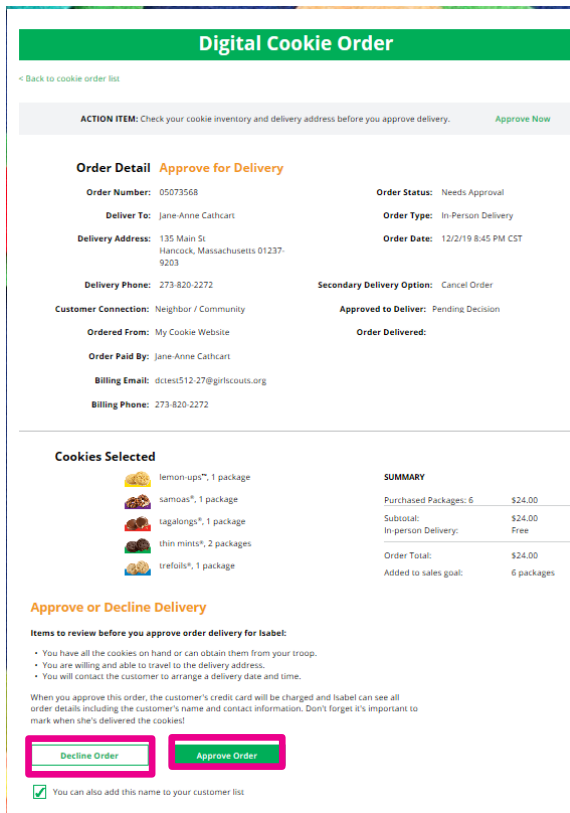 Digital Cookie Order
< Back to cookie order list
ACTION ITEM: Check your cookie inventory and delivery address before you approve delivery. Approve Now
Order Detail Approve for Delivery
Order Number: 05073568 Order Status: Needs Approval
Deliver To: Jane-Anne Cathcart Order Type: In-Person Delivery
Delivery Address: 135 Main St Order Date: 12/2/19 8:45 PM CST
Hancock, Massachusetts 01237-
9203
Delivery Phone: 273-820-2272 Secondary Delivery Option: Cancel Order
Customer Connection: Neighbor / Community Approved to Deliver: Pending Decision
Ordered From: My Cookie Website Order Delivered:
Order Paid By: Jane-Anne Cathcart
Billing Email: dctest512-27@girlscouts.org
Billing Phone: 273-820-2272
Cookies Selected
lemon-ups™, 1 package SUMMARY
samoas®, 1 package Purchased Packages: 6 $24.00
tagalongs®, 1 package Subtotal: $24.00
In-person Delivery: Free
thin mints®, 2 packages
Order Total: $24.00
trefoils®, 1 package Added to sales goal: 6 packages
Approve or Decline Delivery
Items to review before you approve order delivery for Isabel:
• You have all the cookies on hand or can obtain them from your troop.
• You are willing and able to travel to the delivery address.
• You will contact the customer to arrange a delivery date and time.
When you approve this order, the customer's credit card will be charged and Isabel can see all
order details including the customer's name and contact information. Don't forget it's important to
mark when she's delivered the cookies!
Decline Order Approve Order
You can also add this name to your customer list